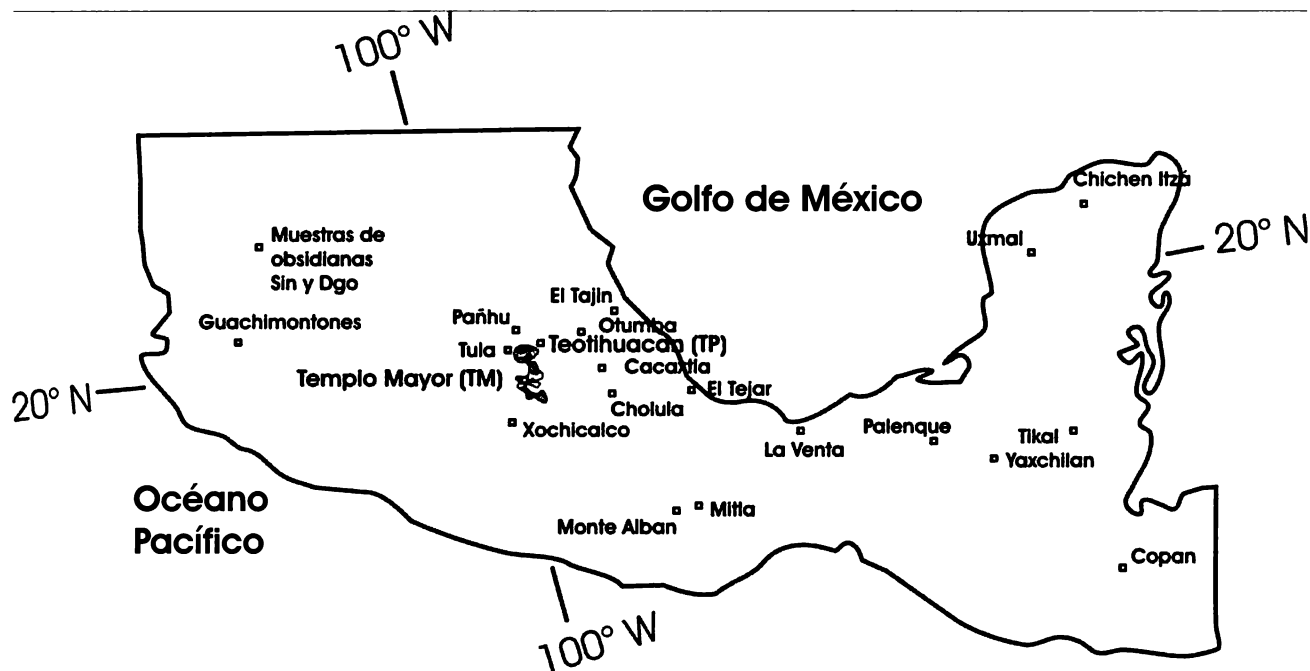 100° W
Golfo de México
Chichen Itzá
Uxmal
20° N
Muestras de
obsidianas
Sin y Dgo
Guachimontones
El Tajin
Pañhu
Otumba
Tula
Teotihuacán (TP)
Templo Mayor (TM)
Cacaxtla
El Tejar
20° N
Cholula
Xochicalco
La Venta
Palenque
Tikal
Yaxchilan
Océano
Pacífico
Monte Alban
Mitla
Copan
100° W